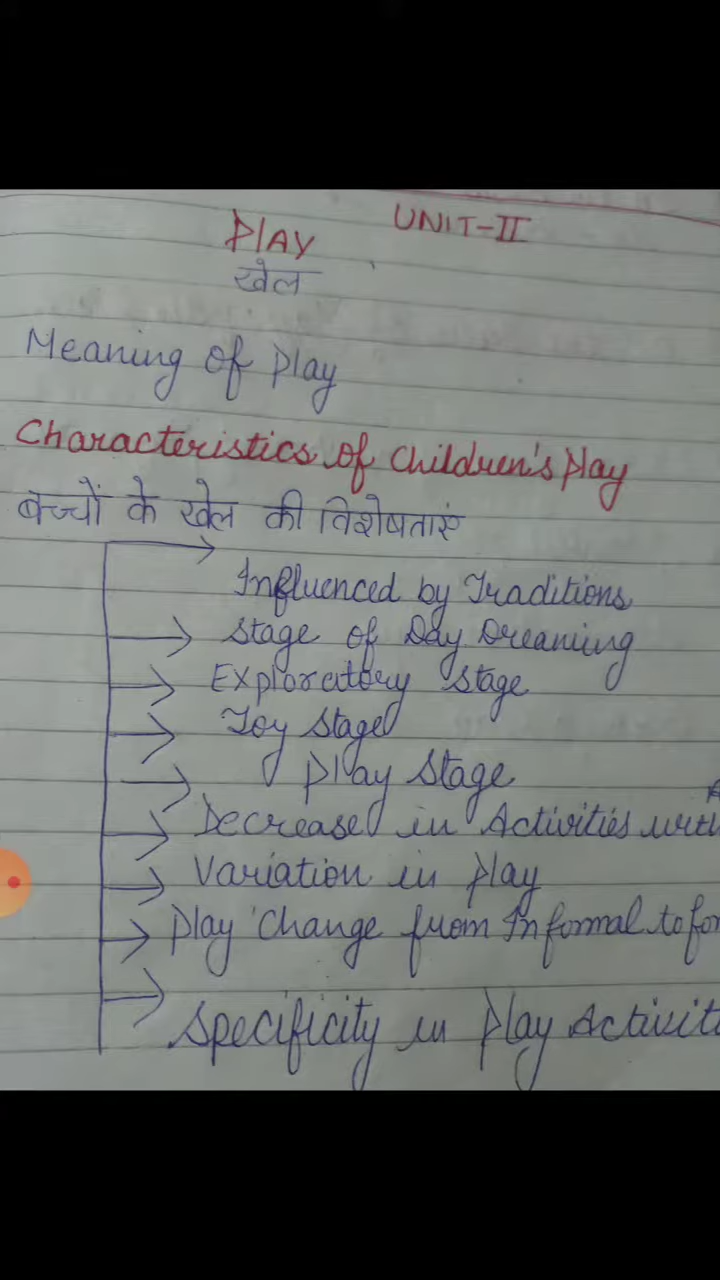 UNIT-II
PLAY
खेल
Meaning of Play
Characteristics of Children's Play
बच्चों के खेल की विशेषताएं
Influenced by Traditions
Stage of Day Dreaming
Exploratory Stage
Toy Stage
Play Stage
Decrease in Activities with
Variation in Play
Play Change from Informal to
Specificity in Play